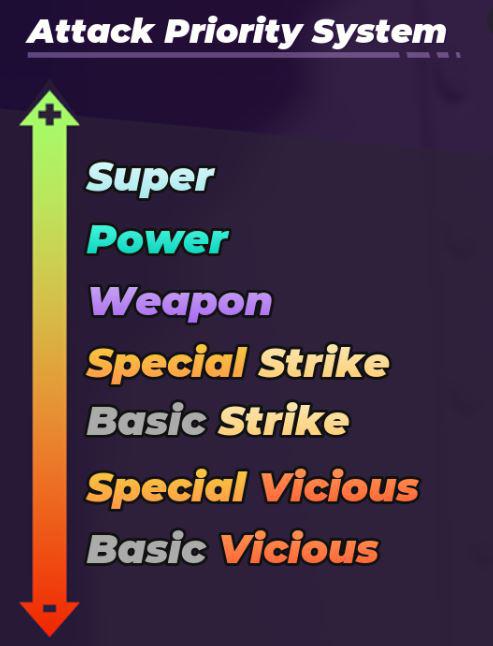 Attack Priority System
+
Super
Power
Weapon
Special Strike
Basic Strike
Special Vicious
Basic Vicious
-